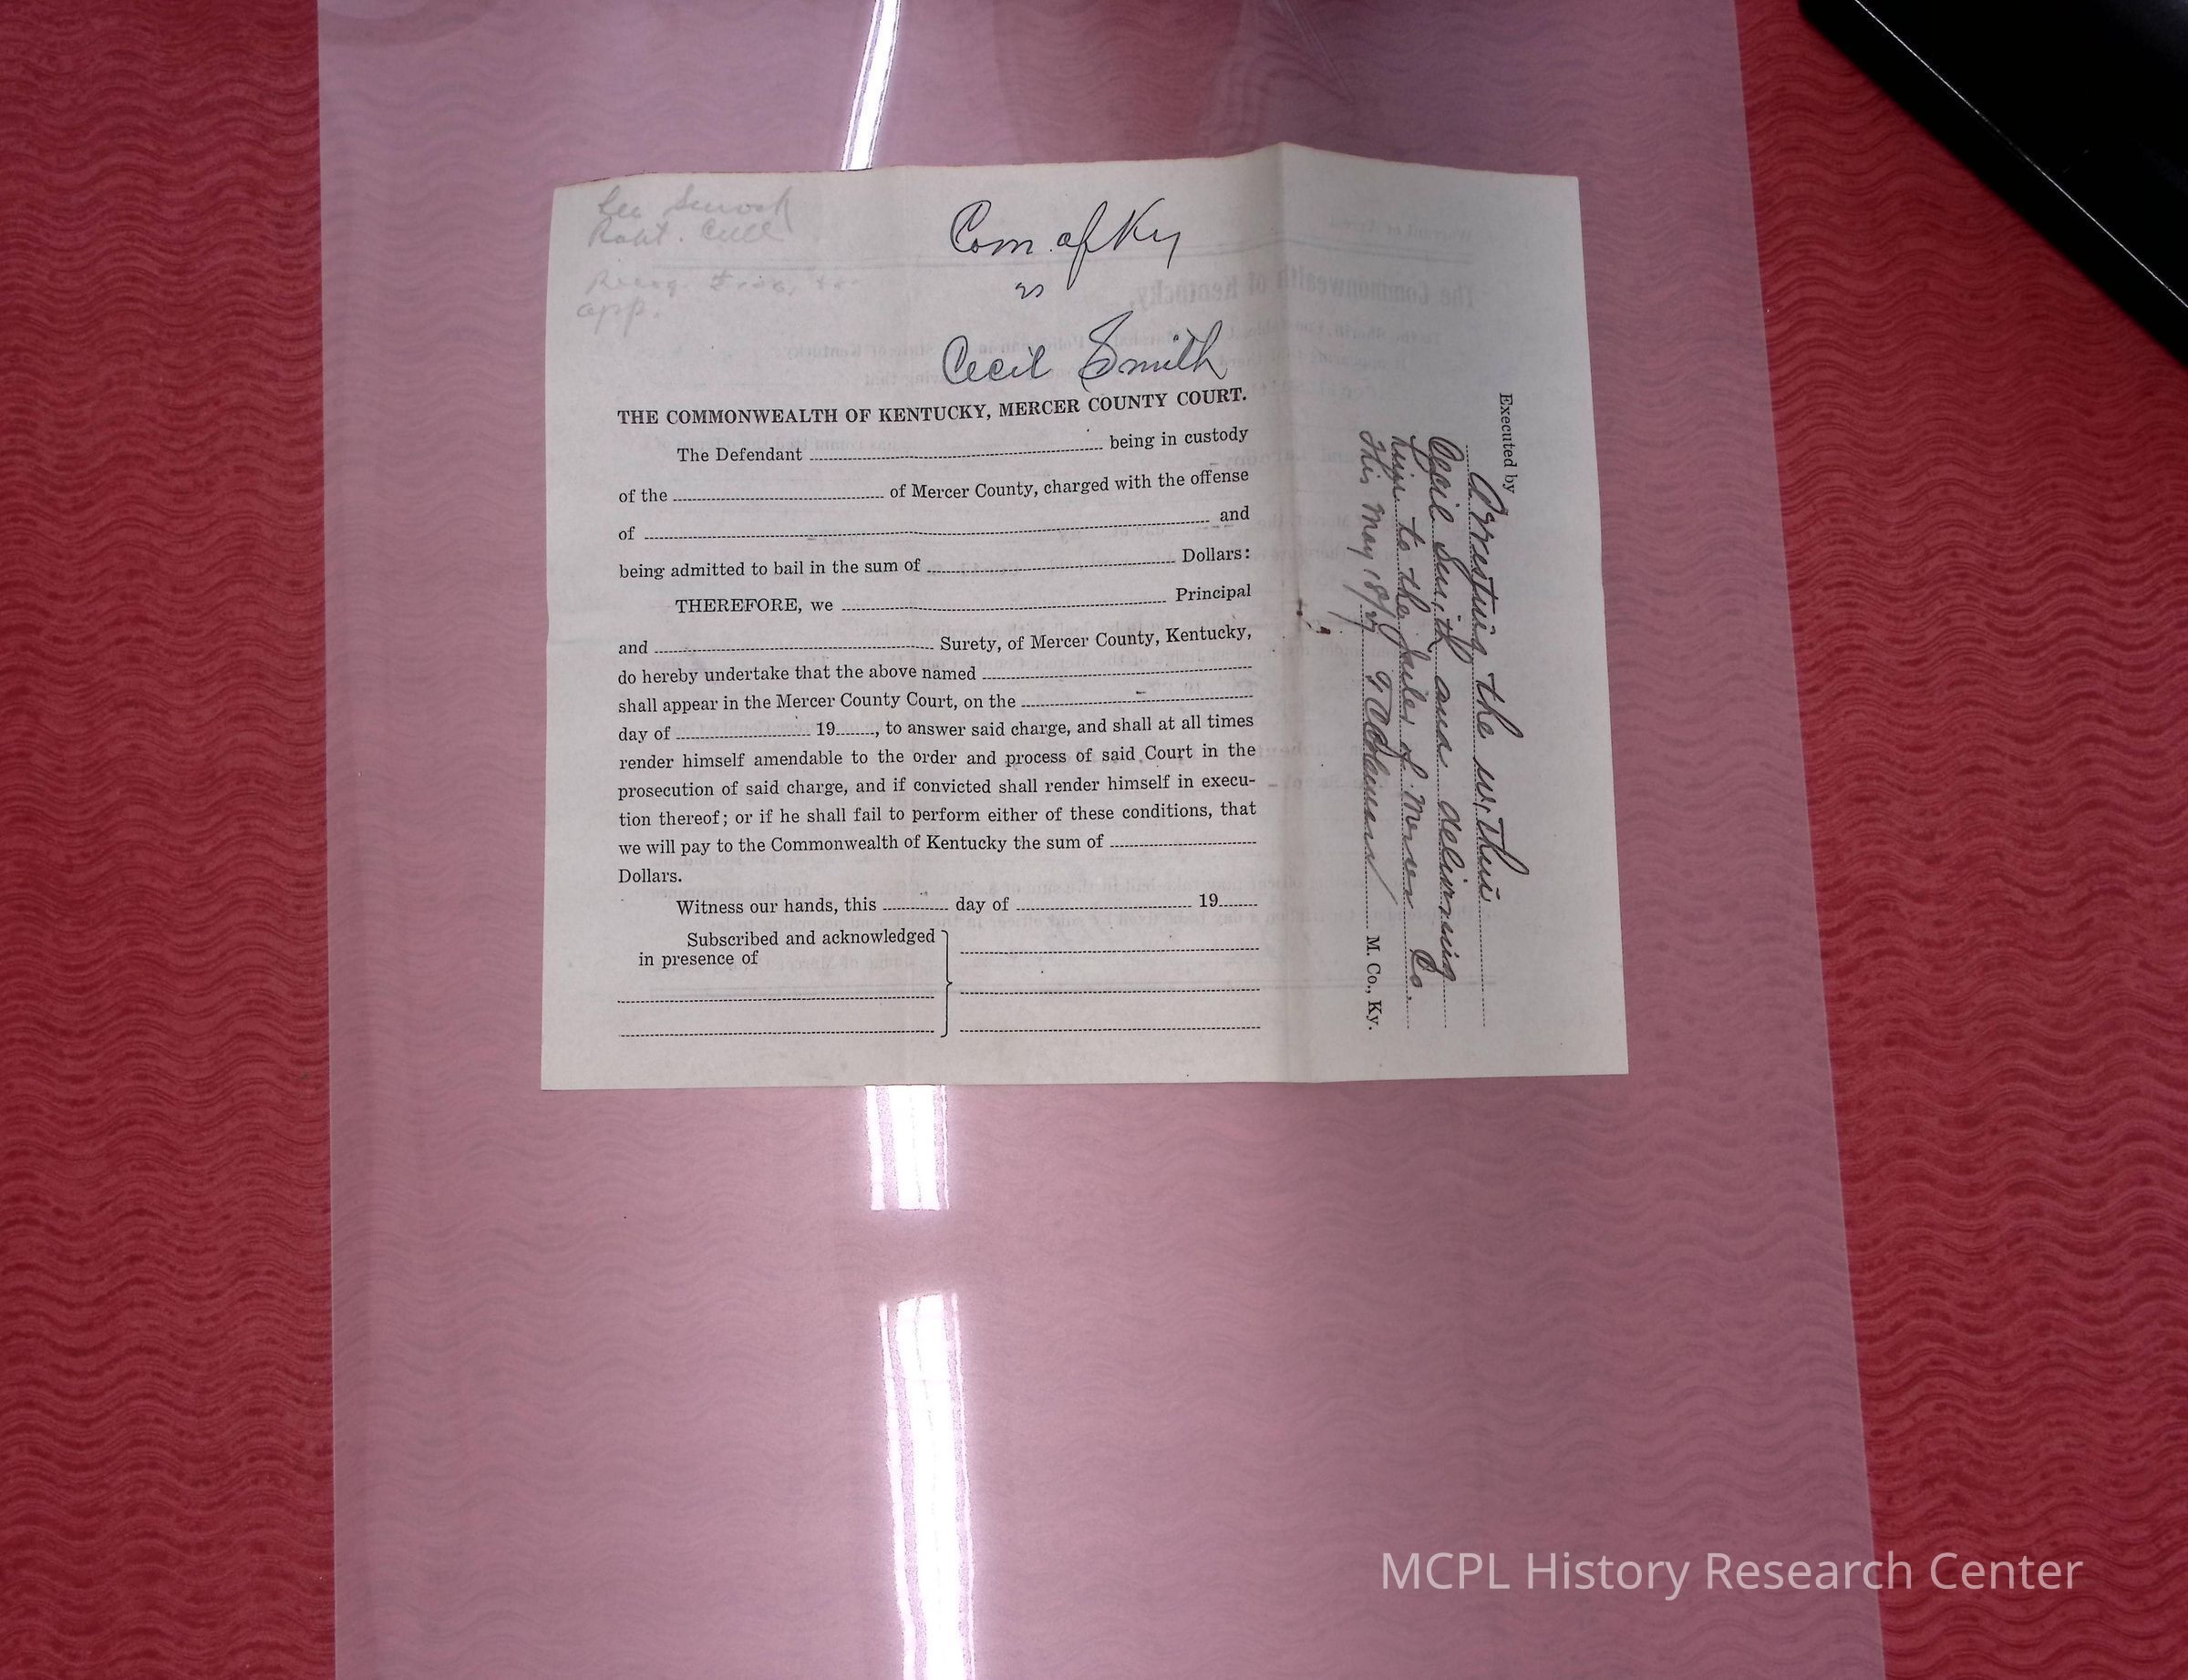 Robt.
app.
Com. of Ky
vs
Cecil Smith
THE COMMONWEALTH OF KENTUCKY, MERCER COUNTY COURT.
The Defendant ........ being in custody
of the ........ of Mercer County, charged with the offense
of ........ and
being admitted to bail in the sum of ........ Dollars:
THEREFORE, we ........ Principal
and ........ Surety, of Mercer County, Kentucky,
do hereby undertake that the above named ........
shall appear in the Mercer County Court, on the ........
day of ........ 19......, to answer said charge, and shall at all times
render himself amendable to the order and process of said Court in the
prosecution of said charge, and if convicted shall render himself in execu-
tion thereof; or if he shall fail to perform either of these conditions, that
we will pay to the Commonwealth of Kentucky the sum of ........
Dollars.
Witness our hands, this ........ day of ........ 19......
Subscribed and acknowledged
in presence of
Executed by
Arresting the within
Cecil Smith and delivering
him to the jailer of Mercer Co.
This May 18/
M. Co., Ky.
MCPL History Research Center